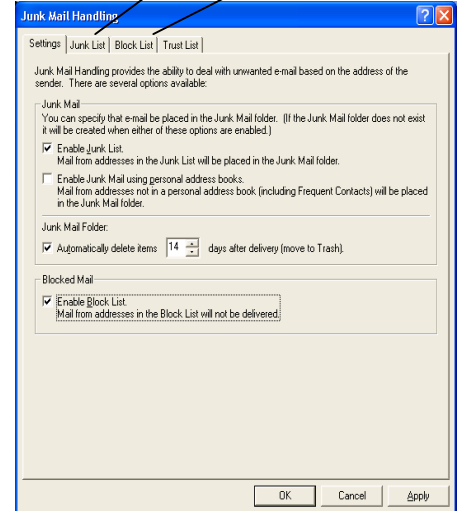 Junk Mail Handling
Settings Junk List Block List Trust List
Junk Mail Handling provides the ability to deal with unwanted e-mail based on the address of the
sender. There are several options available:
Junk Mail
You can specify that e-mail be placed in the Junk Mail folder. (If the Junk Mail folder does not exist
it will be created when either of these options are enabled.)
Enable Junk List.
Mail from addresses in the Junk List will be placed in the Junk Mail folder.
Enable Junk Mail using personal address books.
Mail from addresses not in a personal address book (including Frequent Contacts) will be placed
in the Junk Mail folder.
Junk Mail Folder:
Automatically delete items 14 days after delivery (move to Trash).
Blocked Mail
Enable Block List.
Mail from addresses in the Block List will not be delivered.
OK Cancel Apply